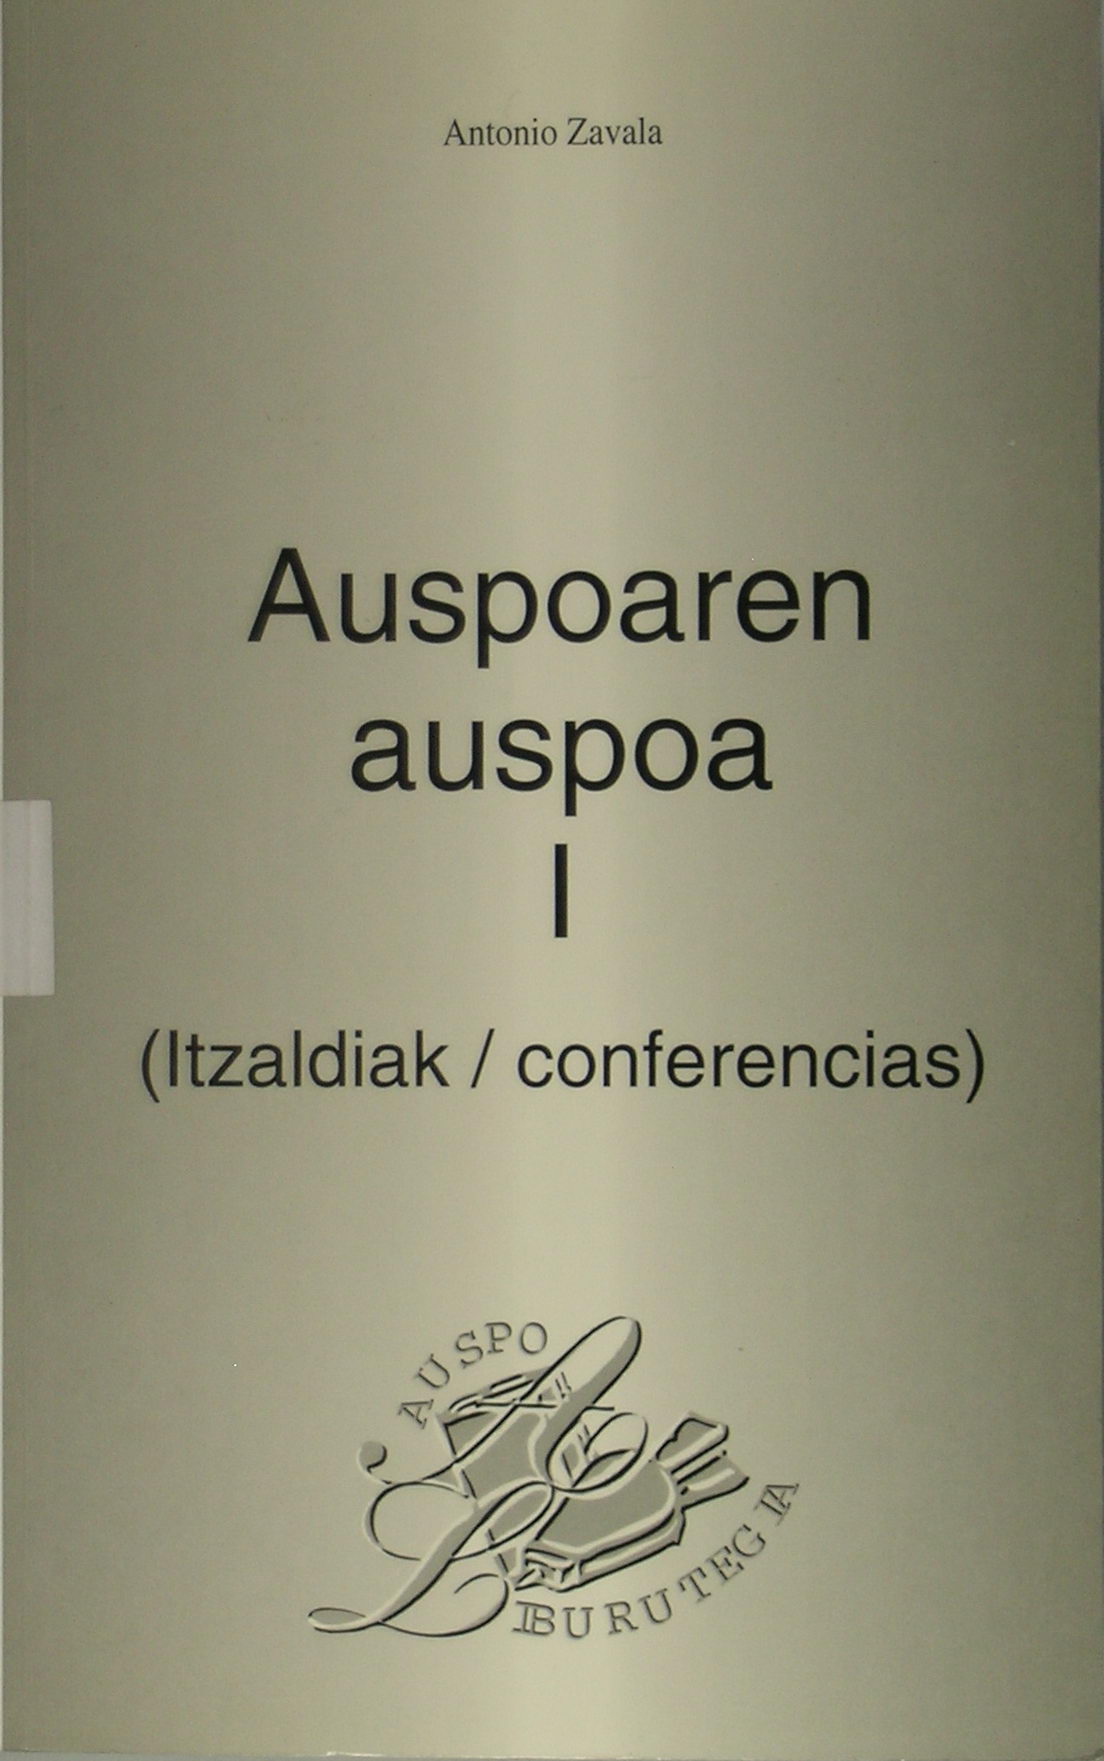 Antonio Zavala
Auspoaren
auspoa
I
(Itzaldiak / conferencias)
AUSPO
LIBURUTEGIA